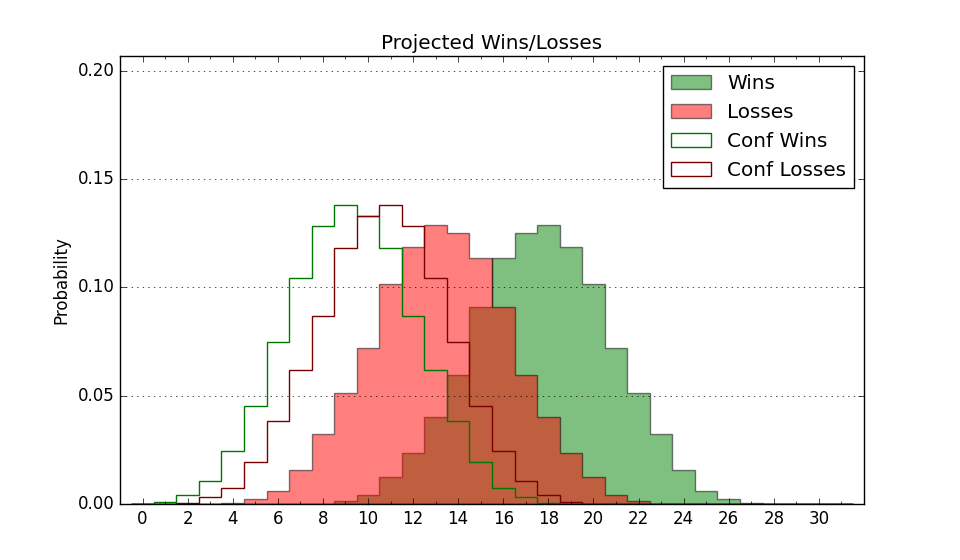 Projected Wins/Losses
Wins
Losses
Conf Wins
Conf Losses
Probability
0.20
0.15
0.10
0.05
0.00
0 2 4 6 8 10 12 14 16 18 20 22 24 26 28 30